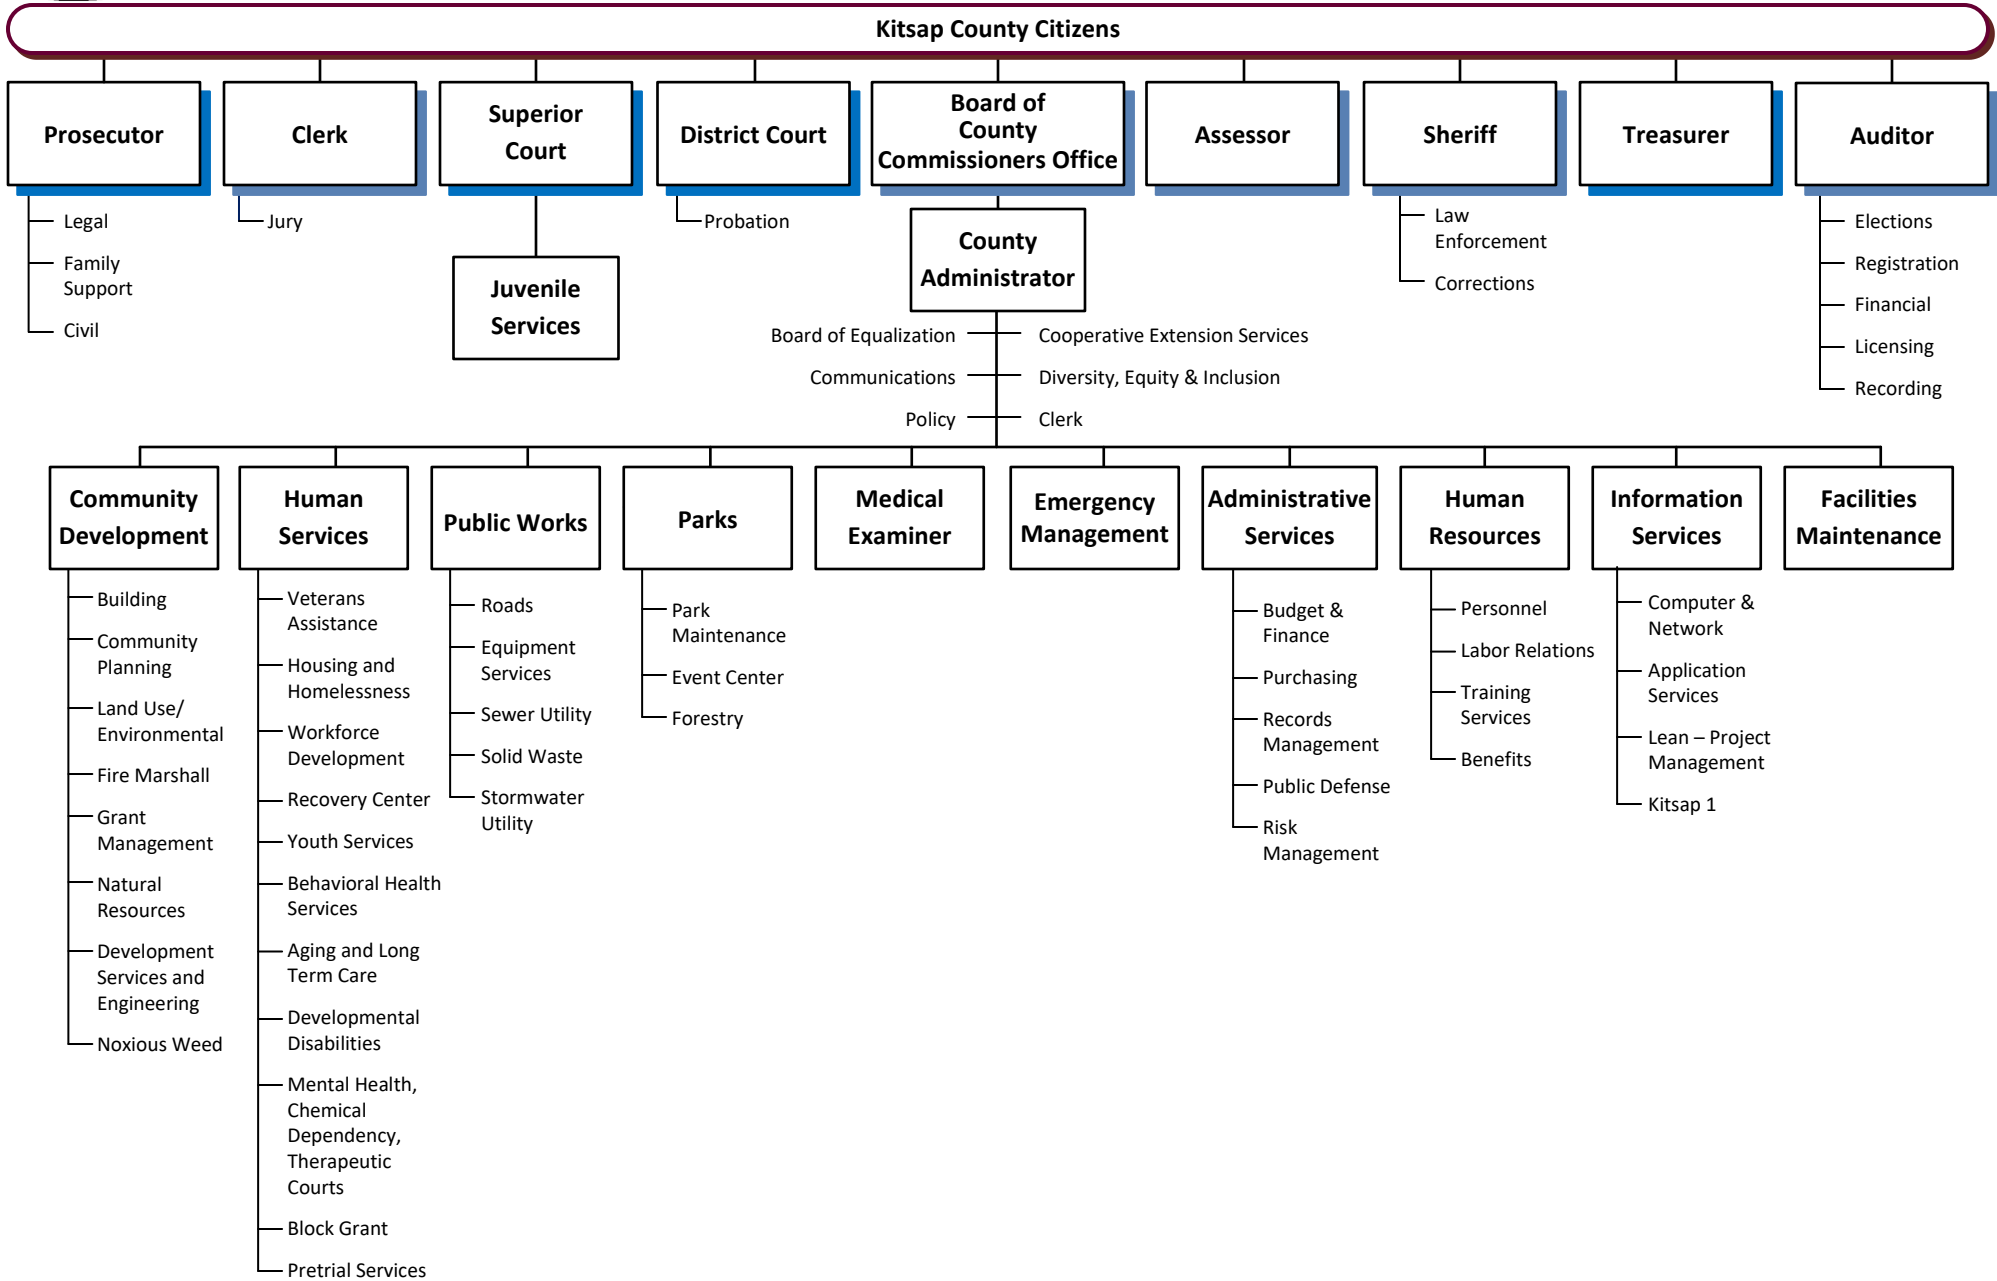 Kitsap County Citizens
Prosecutor
Legal
Family
Support
Civil
Clerk
Jury
Superior
Court
Juvenile
Services
District Court
Probation
Board of
County
Commissioners Office
County
Administrator
Board of Equalization
Cooperative Extension Services
Communications
Diversity, Equity & Inclusion
Policy
Clerk
Assessor
Sheriff
Law
Enforcement
Corrections
Treasurer
Auditor
Elections
Registration
Financial
Licensing
Recording
Community
Development
Building
Community
Planning
Land Use/
Environmental
Fire Marshall
Grant
Management
Natural
Resources
Development
Services and
Engineering
Noxious Weed
Human
Services
Veterans
Assistance
Housing and
Homelessness
Workforce
Development
Recovery Center
Youth Services
Behavioral Health
Services
Aging and Long
Term Care
Developmental
Disabilities
Mental Health,
Chemical
Dependency,
Therapeutic
Courts
Block Grant
Pretrial Services
Public Works
Roads
Equipment
Services
Sewer Utility
Solid Waste
Stormwater
Utility
Parks
Park
Maintenance
Event Center
Forestry
Medical
Examiner
Emergency
Management
Administrative
Services
Budget &
Finance
Purchasing
Records
Management
Public Defense
Risk
Management
Human
Resources
Personnel
Labor Relations
Training
Services
Benefits
Information
Services
Computer &
Network
Application
Services
Lean – Project
Management
Kitsap 1
Facilities
Maintenance